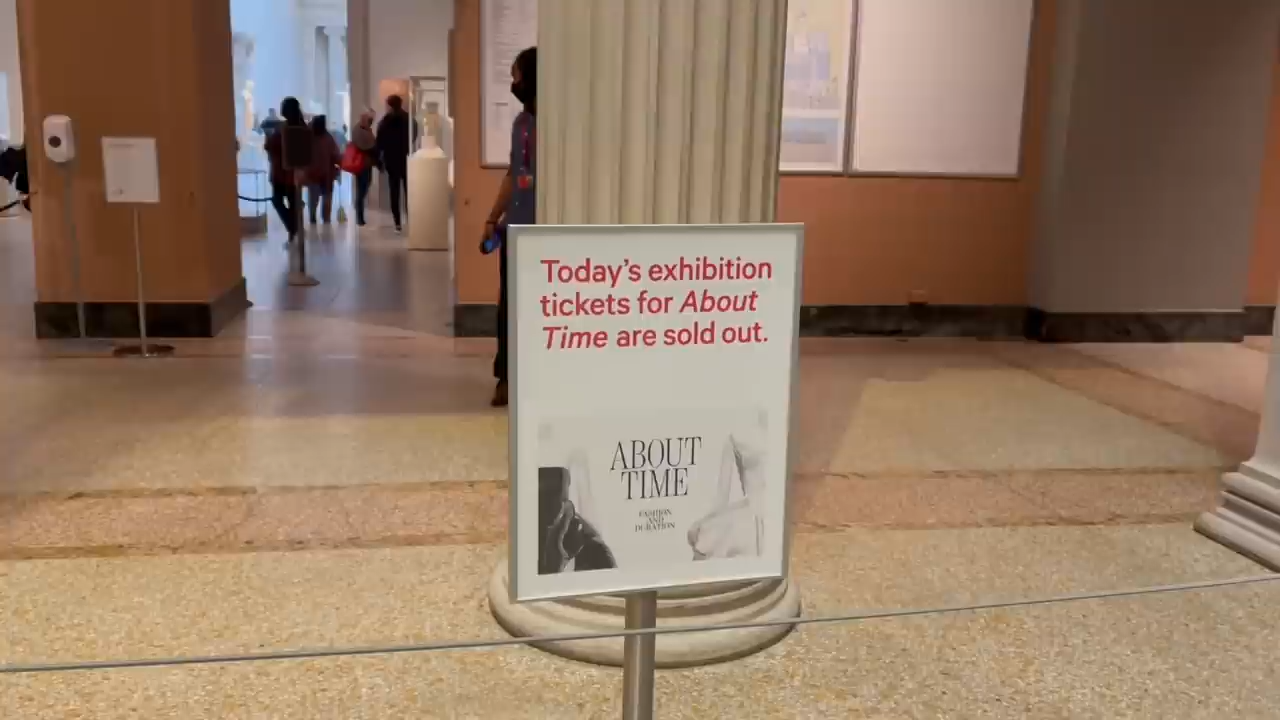 Today's exhibition
tickets for About
Time are sold out.
ABOUT
TIME
FASHION
AND
DURATION